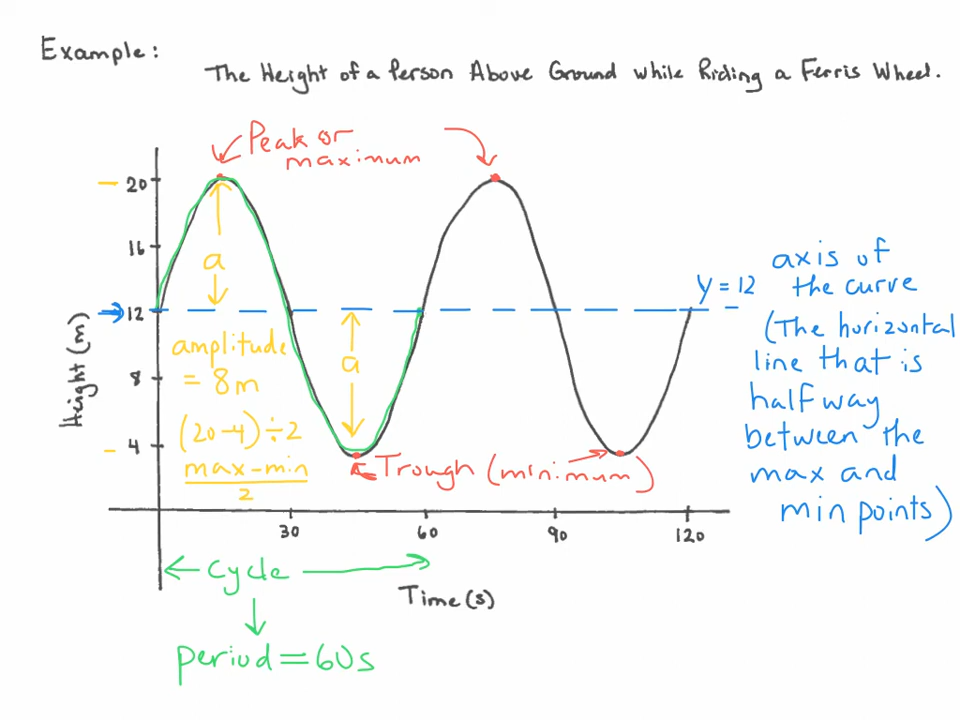 Example:
The Height of a Person Above Ground while Riding a Ferris Wheel.
Peak or
maximum
20
16
12
8
4
Height (m)
a
a
amplitude
= 8m
(20-4)÷2
max-min
2
Trough (minimum)
y = 12
axis of
the curve
(The horizontal
line that is
halfway
between the
max and
min points)
30
60
90
120
Time (s)
Cycle
period = 60s